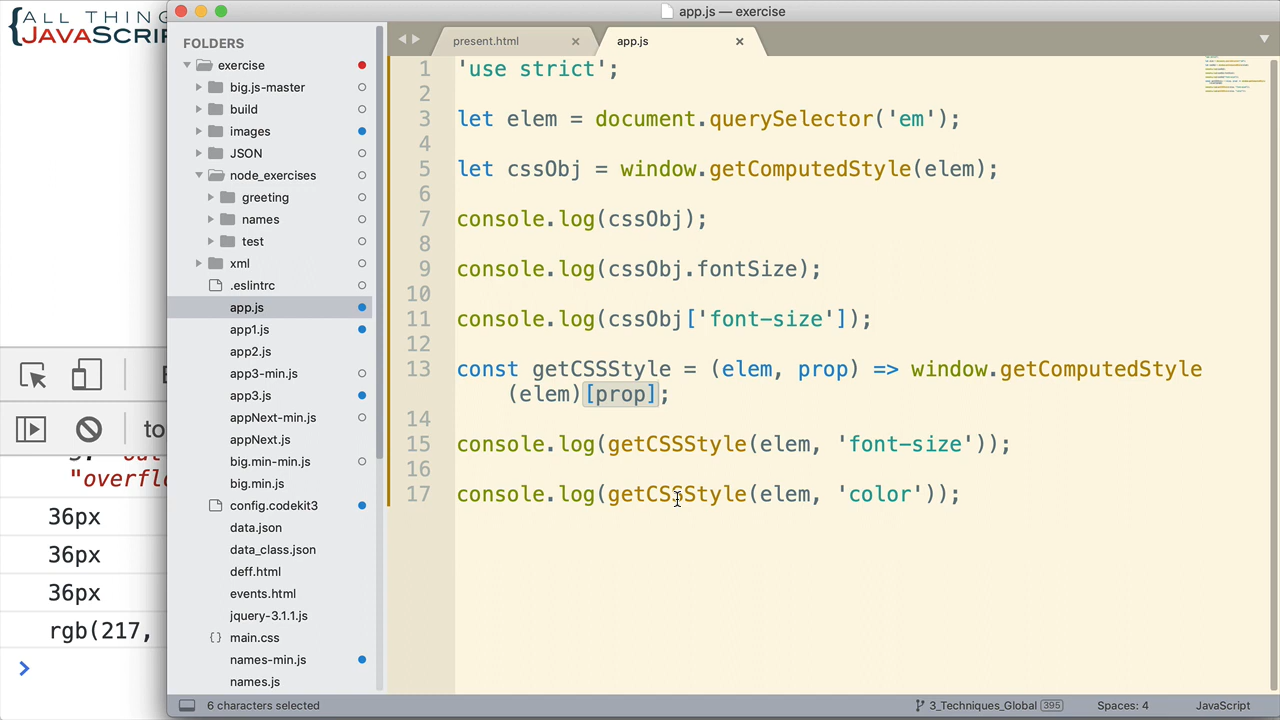 ALL THING
JAVASCRI
app.js — exercise
FOLDERS
exercise
big.js-master
build
images
JSON
node_exercises
greeting
names
test
xml
.eslintrc
app.js
app1.js
app2.js
app3-min.js
app3.js
appNext-min.js
appNext.js
big.min-min.js
big.min.js
config.codekit3
data.json
data_class.json
deff.html
events.html
jquery-3.1.1.js
main.css
names-min.js
names.js
present.html
app.js
1 'use strict';
2
3 let elem = document.querySelector('em');
4
5 let cssObj = window.getComputedStyle(elem);
6
7 console.log(cssObj);
8
9 console.log(cssObj.fontSize);
10
11 console.log(cssObj['font-size']);
12
13 const getCSSStyle = (elem, prop) => window.getComputedStyle
(elem)[prop];
14
15 console.log(getCSSStyle(elem, 'font-size'));
16
17 console.log(getCSSStyle(elem, 'color'));
to
"overfl
36px
36px
36px
rgb(217,
>
6 characters selected
3_Techniques_Global 395
Spaces: 4
JavaScript